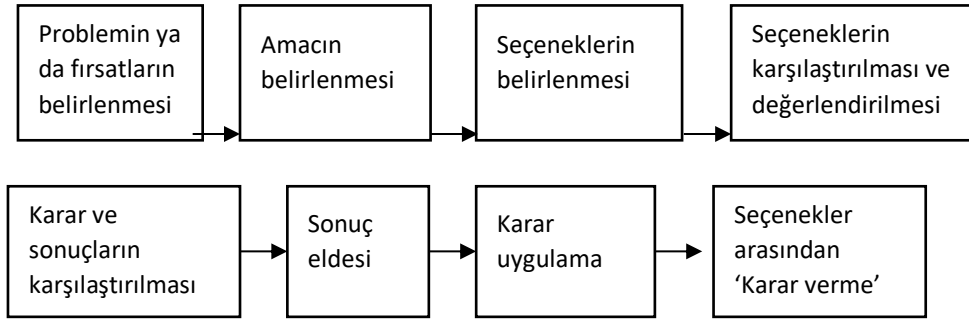 Problemin ya
da fırsatların
belirlenmesi
Amacın
belirlenmesi
Seçeneklerin
belirlenmesi
Seçeneklerin
karşılaştırılması ve
değerlendirilmesi
Karar ve
sonuçların
karşılaştırılması
Sonuç
eldesi
Karar
uygulama
Seçenekler
arasından
‘Karar verme’